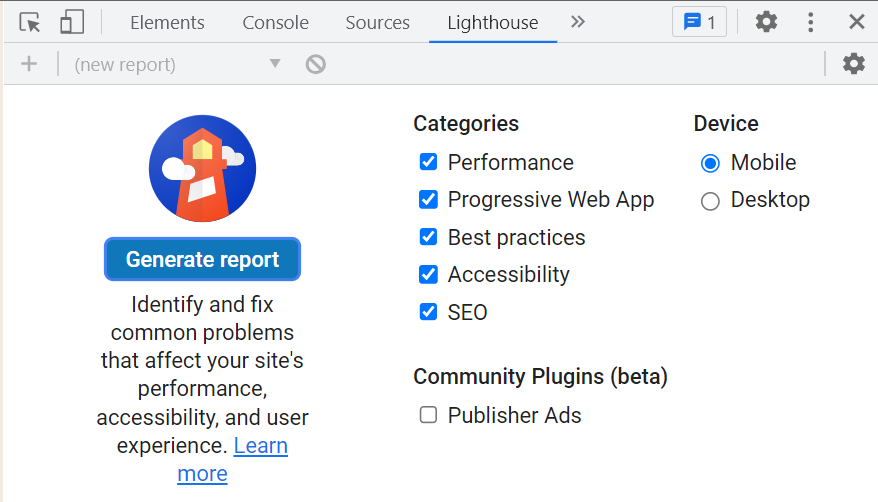 Elements Console Sources Lighthouse 1
(new report)
Categories
Performance
Progressive Web App
Best practices
Accessibility
SEO
Device
Mobile
Desktop
Generate report
Identify and fix
common problems
that affect your site's
performance,
accessibility, and user
experience. Learn
more
Community Plugins (beta)
Publisher Ads